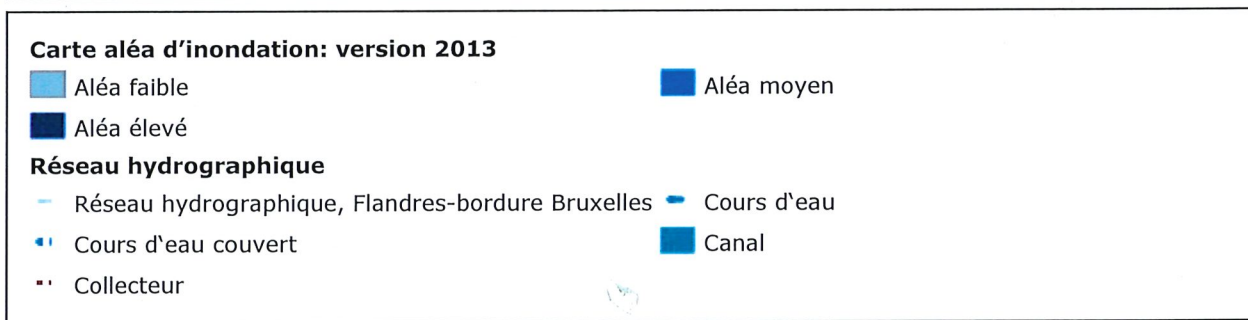 Carte aléa d'inondation: version 2013
Aléa faible
Aléa moyen
Aléa élevé
Réseau hydrographique
Réseau hydrographique, Flandres-bordure Bruxelles
Cours d'eau
Cours d'eau couvert
Canal
Collecteur